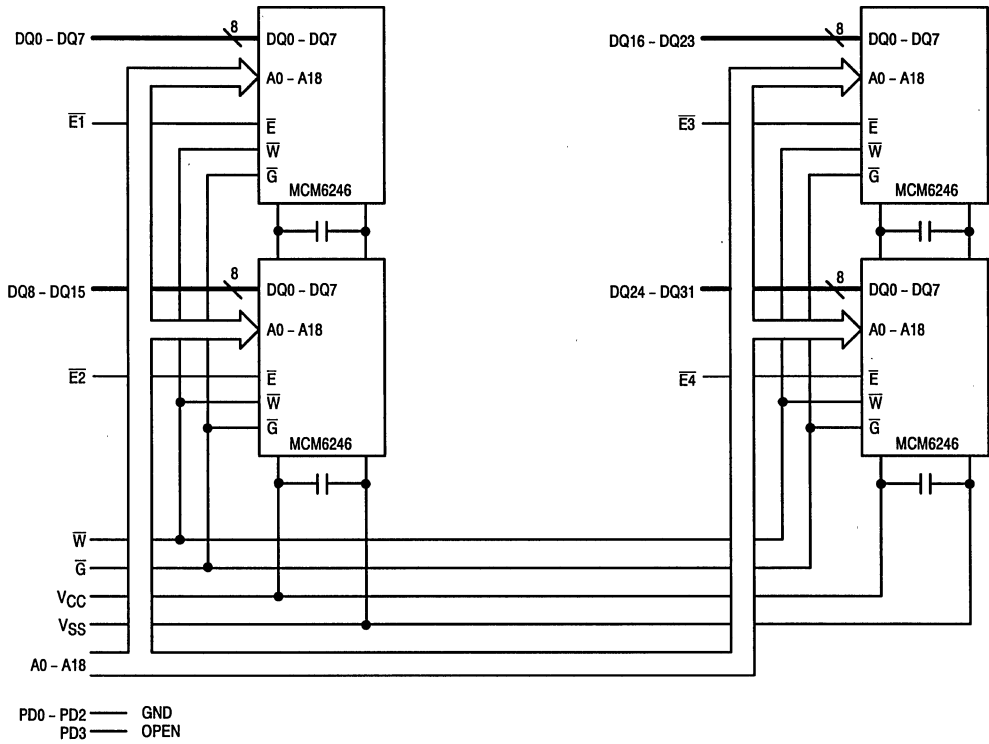 DQ0 – DQ7
8
DQ0 – DQ7
A0 – A18
E1
E
W
G
MCM6246
DQ8 – DQ15
8
DQ0 – DQ7
A0 – A18
E2
E
W
G
MCM6246
DQ16 – DQ23
8
DQ0 – DQ7
A0 – A18
E3
E
W
G
MCM6246
DQ24 – DQ31
8
DQ0 – DQ7
A0 – A18
E4
E
W
G
MCM6246
W
G
VCC
VSS
A0 – A18
PD0 – PD2 GND
PD3 OPEN